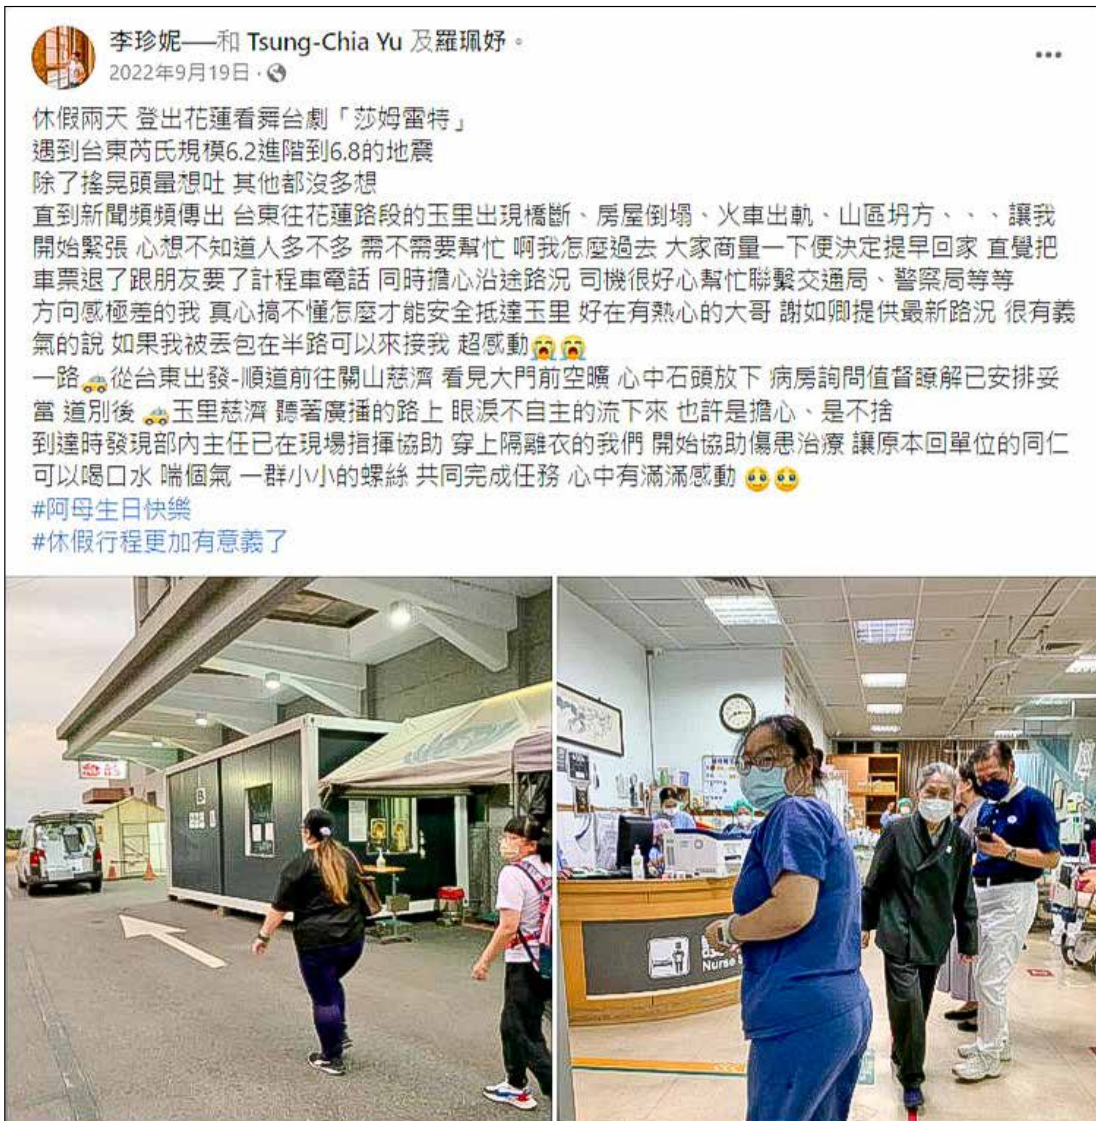 李珍妮──和 Tsung-Chia Yu 及羅珮妤。
2022年9月19日·
休假兩天 登出花蓮看舞台劇「莎姆雷特」
遇到台東芮氏規模6.2進階到6.8的地震
除了搖晃頭暈想吐 其他都沒多想
直到新聞頻頻傳出 台東往花蓮路段的玉里出現橋斷、房屋倒塌、火車出軌、山區坍方、、、讓我
開始緊張 心想不知道人多不多 需不需要幫忙 啊我怎麼過去 大家商量一下便決定提早回家 直覺把
車票退了跟朋友要了計程車電話 同時擔心沿途路況 司機很好心幫忙聯繫交通局、警察局等等
方向感極差的我 真心搞不懂怎麼才能安全抵達玉里 好在有熱心的大哥 謝如卿提供最新路況 很有義
氣的說 如果我被丟包在半路可以來接我 超感動😭😭
一路🚕從台東出發-順道前往關山慈濟 看見大門前空曠 心中石頭放下 病房詢問值督瞭解已安排妥
當 道別後 🚕玉里慈濟 聽著廣播的路上 眼淚不自主的流下來 也許是擔心、是不捨
到達時發現部內主任已在現場指揮協助 穿上隔離衣的我們 開始協助傷患治療 讓原本回單位的同仁
可以喝口水 喘個氣 一群小小的螺絲 共同完成任務 心中有滿滿感動 🥹🥹
#阿母生日快樂
#休假行程更加有意義了
B
Nurse